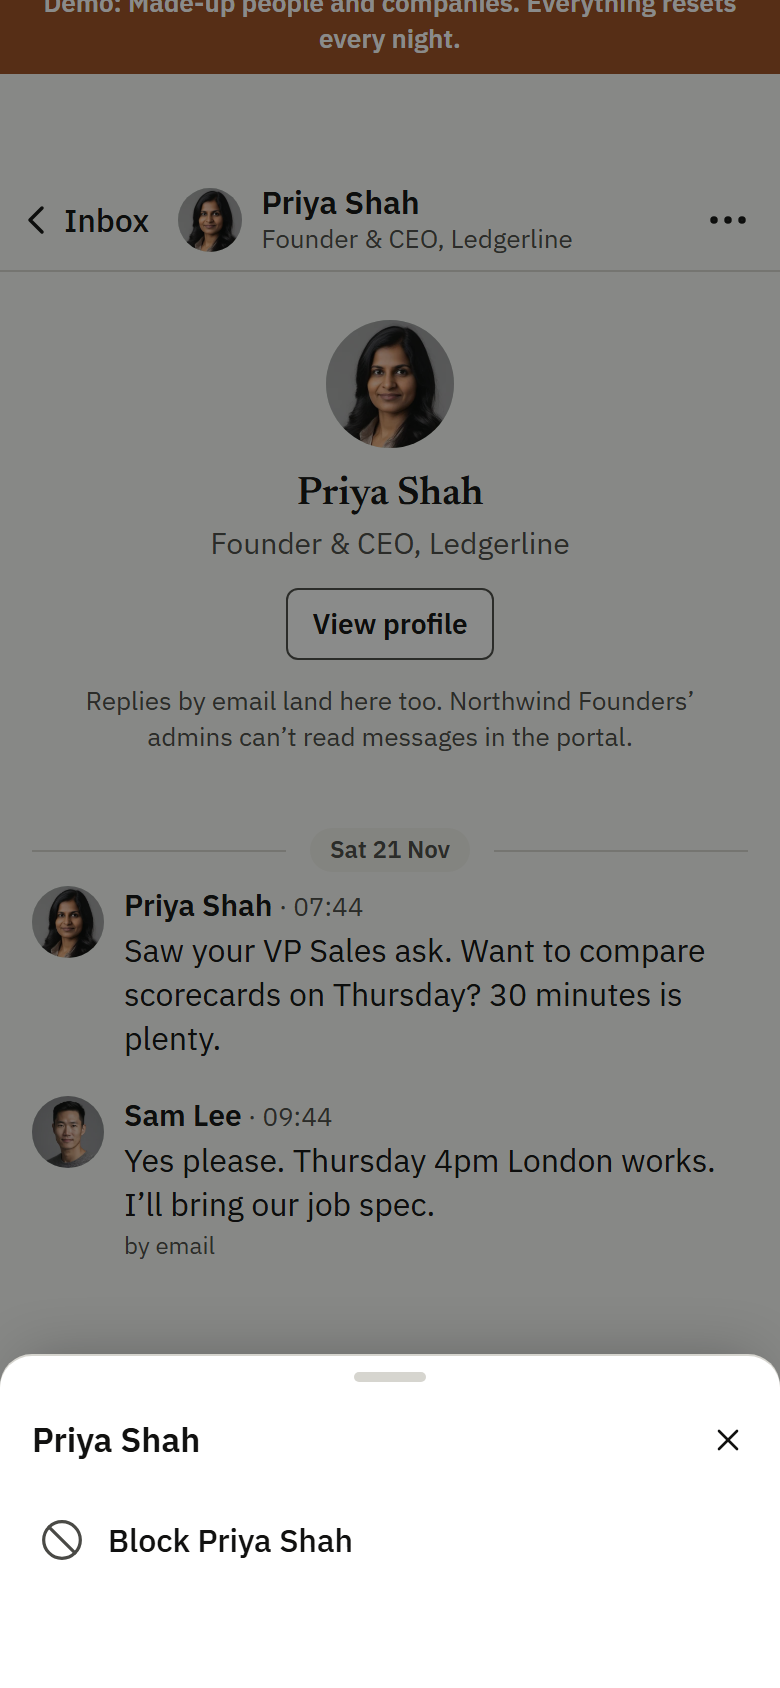 Demo: Made-up people and companies. Everything resets
every night.
Inbox
Priya Shah
Founder & CEO, Ledgerline
Priya Shah
Founder & CEO, Ledgerline
View profile
Replies by email land here too. Northwind Founders’
admins can’t read messages in the portal.
Sat 21 Nov
Priya Shah · 07:44
Saw your VP Sales ask. Want to compare
scorecards on Thursday? 30 minutes is
plenty.
Sam Lee · 09:44
Yes please. Thursday 4pm London works.
I’ll bring our job spec.
by email
Priya Shah
Block Priya Shah